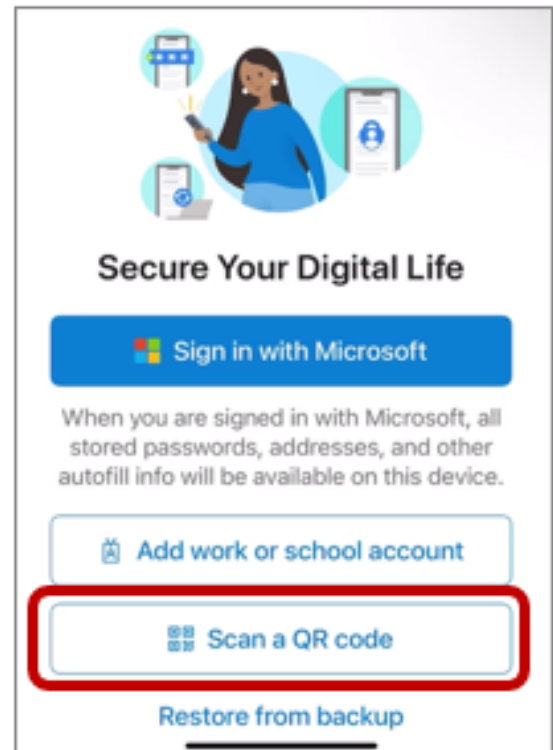 Secure Your Digital Life
Sign in with Microsoft
When you are signed in with Microsoft, all
stored passwords, addresses, and other
autofill info will be available on this device.
Add work or school account
Scan a QR code
Restore from backup